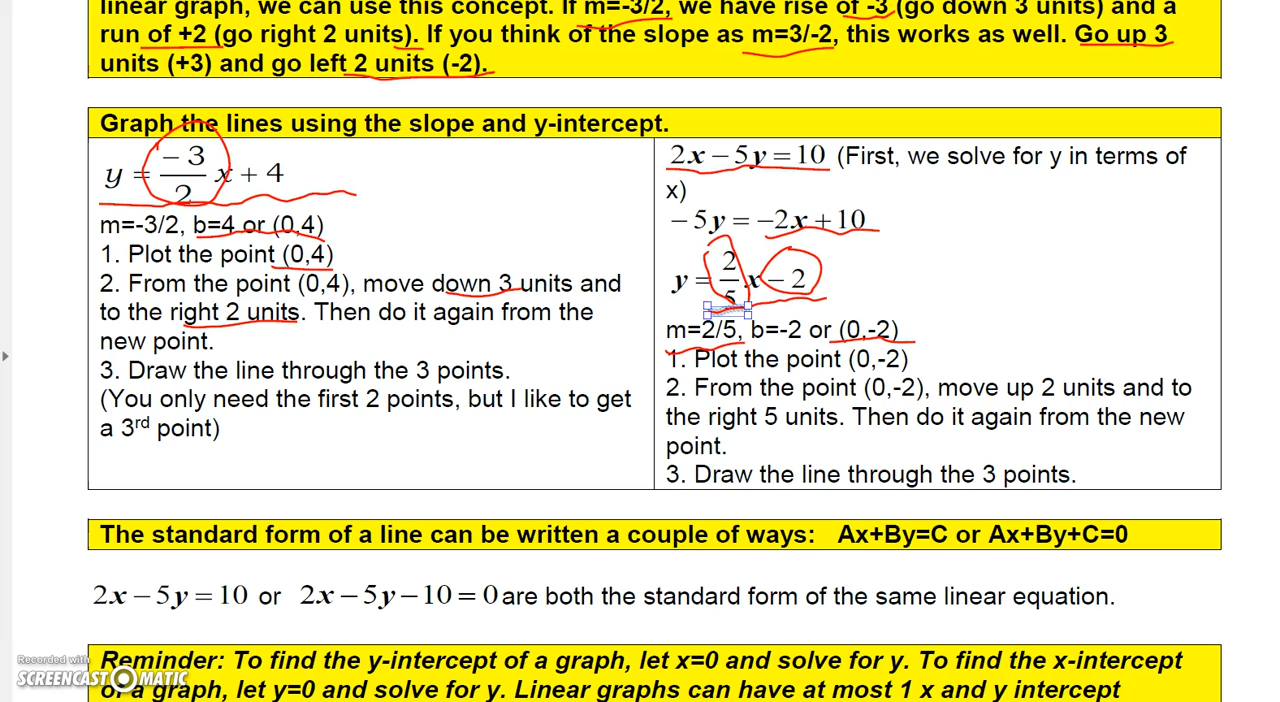 linear graph, we can use this concept. If m=-3/2, we have rise of -3 (go down 3 units) and a
run of +2 (go right 2 units). If you think of the slope as m=3/-2, this works as well. Go up 3
units (+3) and go left 2 units (-2).
Graph the lines using the slope and y-intercept.
y = -3/2 x + 4
m=-3/2, b=4 or (0,4)
1. Plot the point (0,4)
2. From the point (0,4), move down 3 units and
to the right 2 units. Then do it again from the
new point.
3. Draw the line through the 3 points.
(You only need the first 2 points, but I like to get
a 3rd point)
2x − 5y = 10 (First, we solve for y in terms of
x)
− 5y = −2x + 10
y = 2/5 x − 2
m=2/5, b=-2 or (0,-2)
1. Plot the point (0,-2)
2. From the point (0,-2), move up 2 units and to
the right 5 units. Then do it again from the new
point.
3. Draw the line through the 3 points.
The standard form of a line can be written a couple of ways: Ax+By=C or Ax+By+C=0
2x − 5y = 10 or 2x − 5y − 10 = 0 are both the standard form of the same linear equation.
Reminder: To find the y-intercept of a graph, let x=0 and solve for y. To find the x-intercept
of a graph, let y=0 and solve for y. Linear graphs can have at most 1 x and y intercept
Recorded with
SCREENCAST-O-MATIC